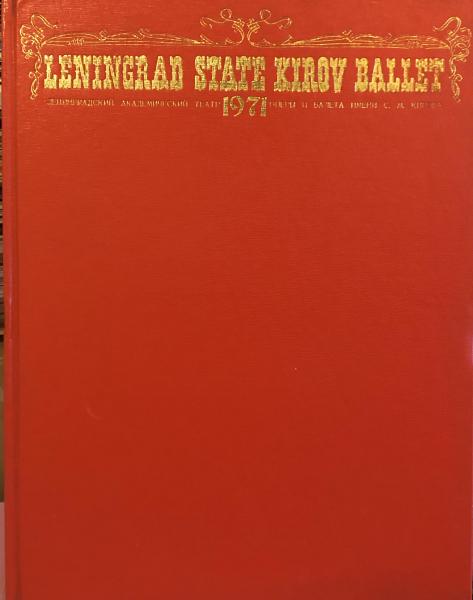 LENINGRAD STATE KIROV BALLET
ЛЕНИНГРАДСКИЙ АКАДЕМИЧЕСКИЙ ТЕАТР 1971 ОПЕРЫ И БАЛЕТА ИМЕНИ С. М. КИРОВА